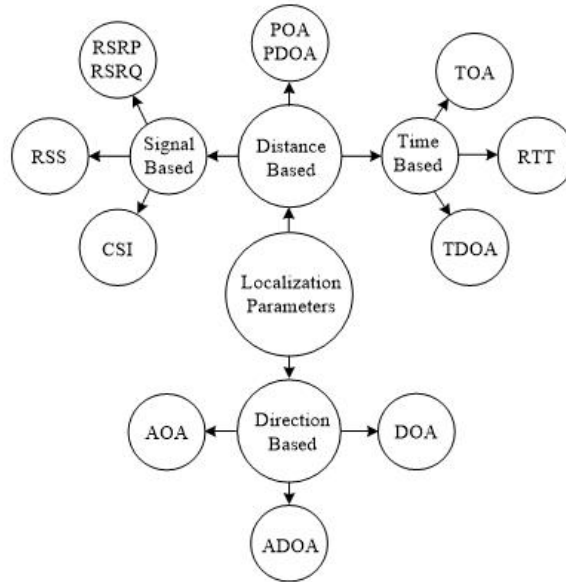 RSRP
RSRQ
POA
PDOA
TOA
RSS
Signal
Based
Distance
Based
Time
Based
RTT
CSI
TDOA
Localization
Parameters
AOA
Direction
Based
DOA
ADOA